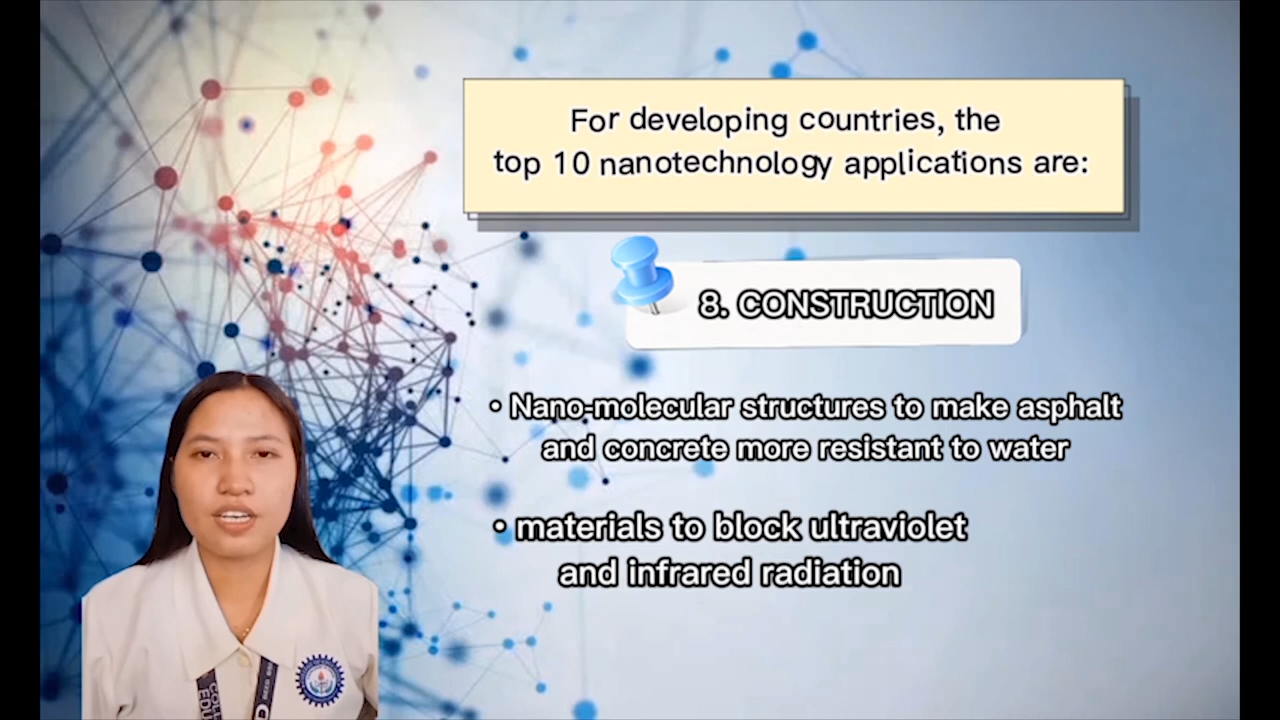 For developing countries, the
top 10 nanotechnology applications are:
8. CONSTRUCTION
• Nano-molecular structures to make asphalt
and concrete more resistant to water
• materials to block ultraviolet
and infrared radiation